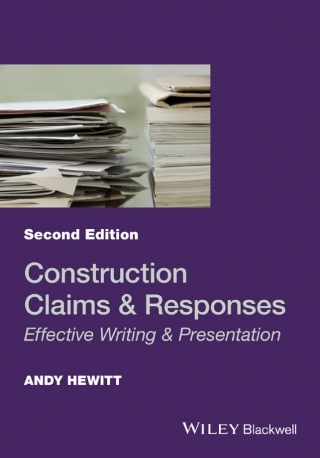 Second Edition
Construction
Claims & Responses
Effective Writing & Presentation
ANDY HEWITT
WILEY Blackwell